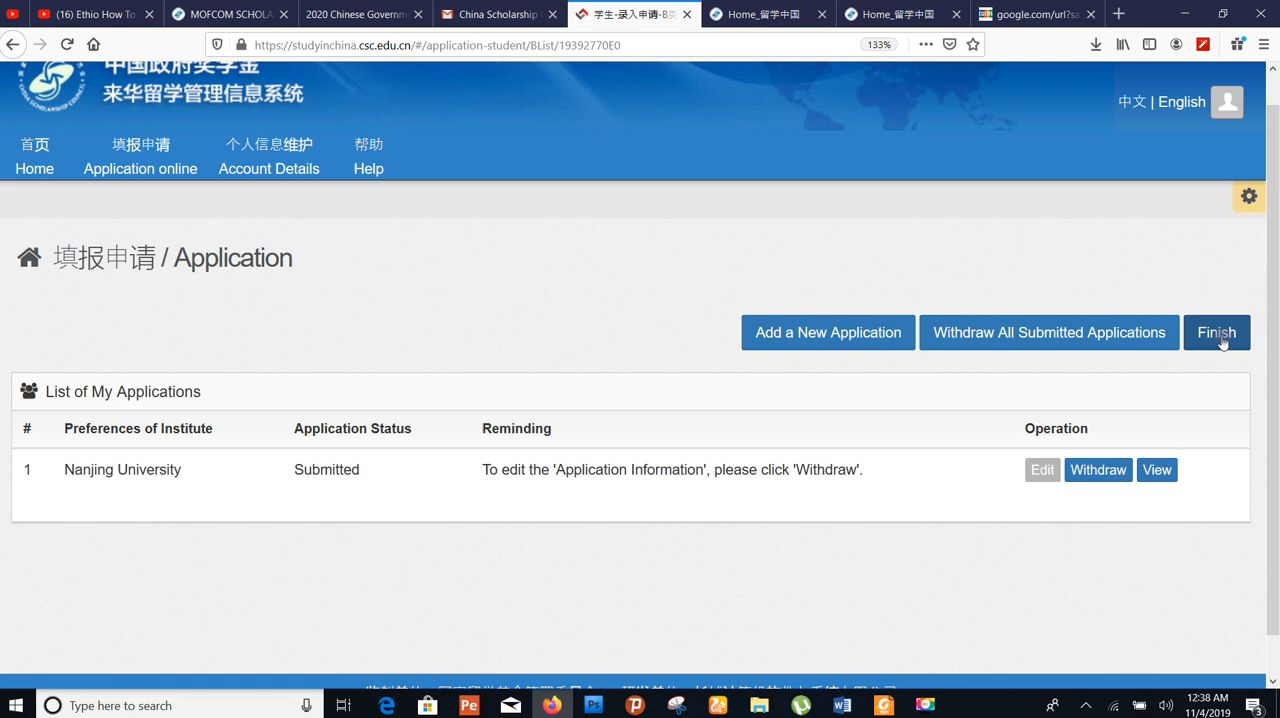 (16) Ethio How To
MOFCOM SCHOLA
2020 Chinese Governm
China Scholarship
学生-录入申请-B类
Home_留学中国
Home_留学中国
google.com/url?sa
https://studyinchina.csc.edu.cn/#/application-student/BList/19392770E0
133%
中国政府奖学金
来华留学管理信息系统
中文 | English
首页 填报申请 个人信息维护 帮助
Home Application online Account Details Help
填报申请 / Application
Add a New Application Withdraw All Submitted Applications Finish
List of My Applications
# Preferences of Institute Application Status Reminding Operation
1 Nanjing University Submitted To edit the 'Application Information', please click 'Withdraw'. Edit Withdraw View
Type here to search
12:38 AM
11/4/2019
3